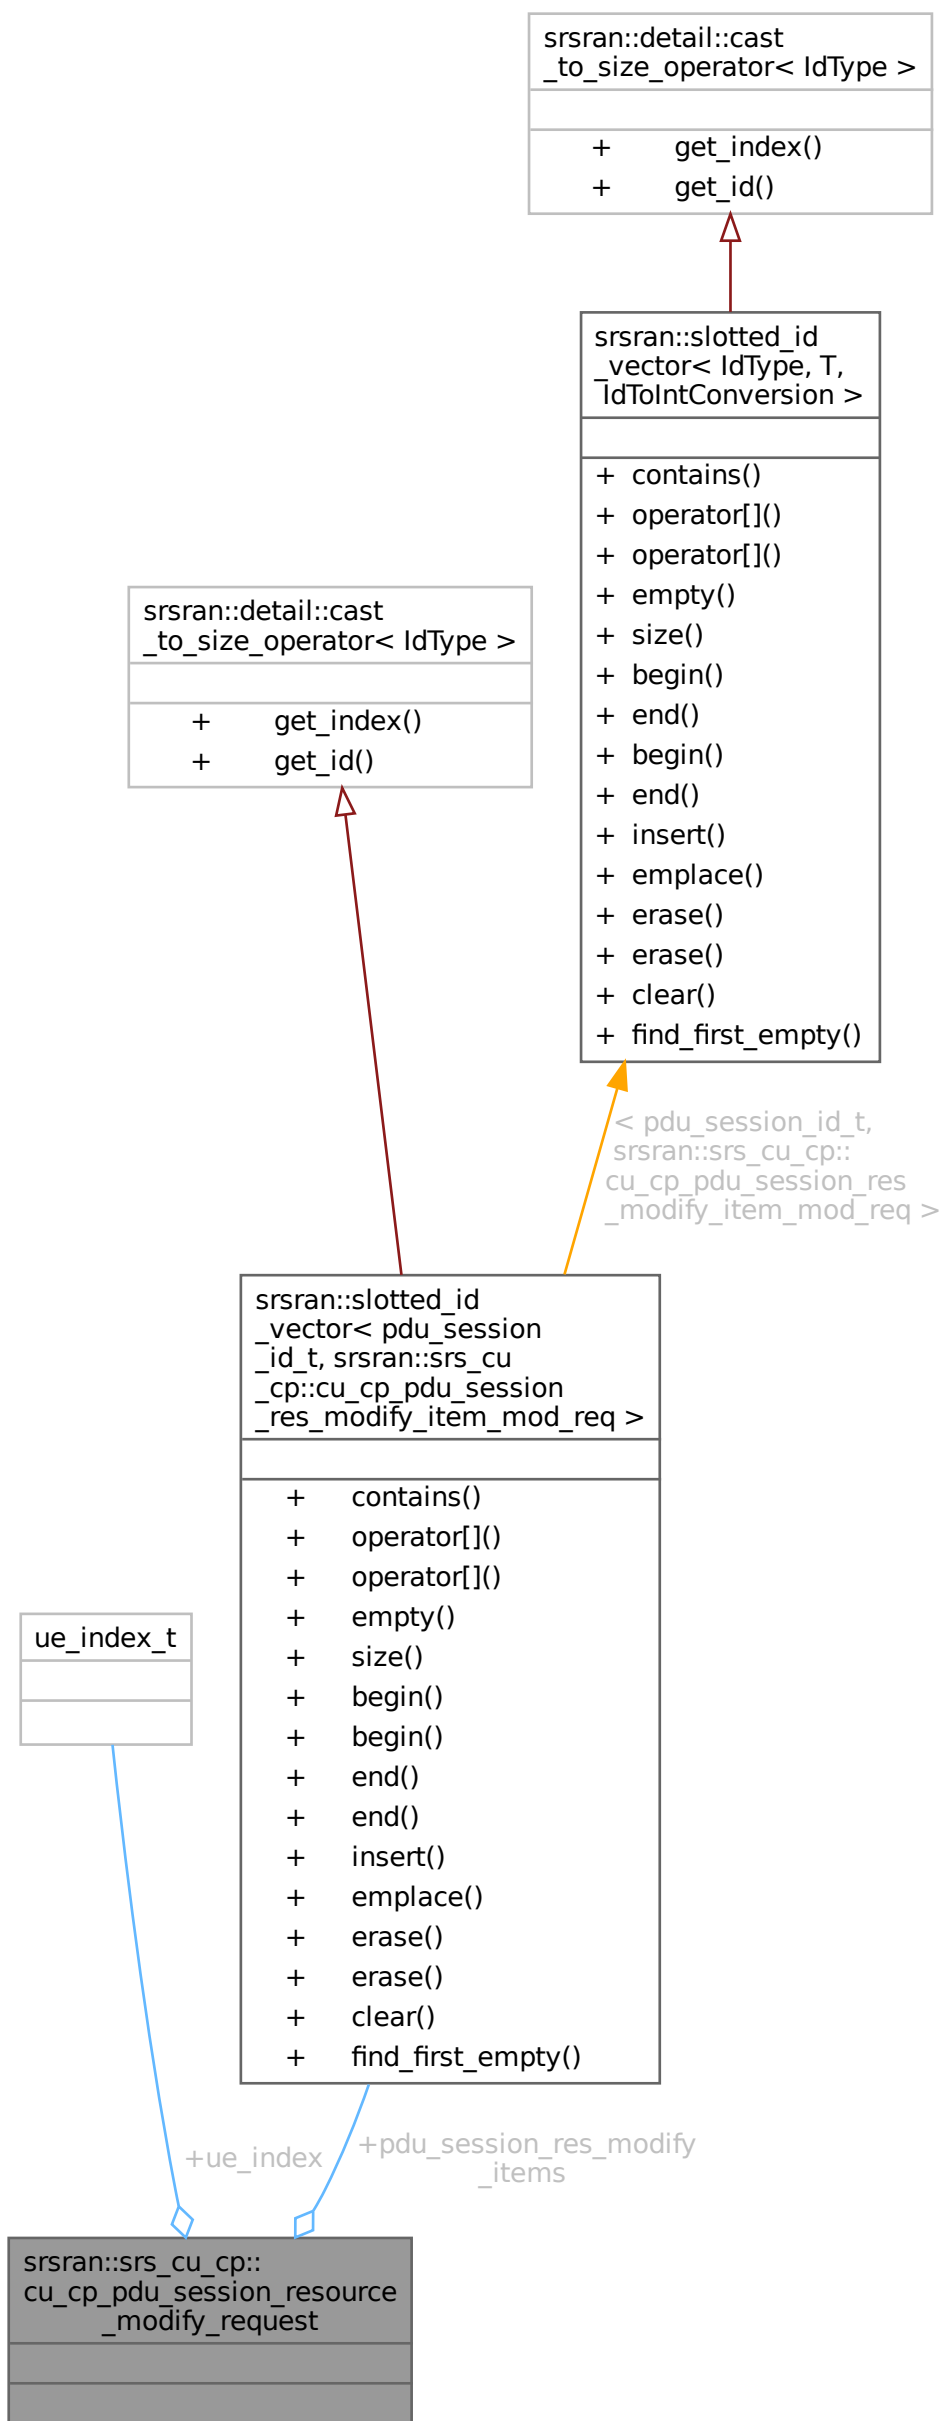 srsran::detail::cast
_to_size_operator< IdType >
+ get_index()
+ get_id()
srsran::slotted_id
_vector< IdType, T,
IdToIntConversion >
+ contains()
+ operator[]()
+ operator[]()
+ empty()
+ size()
+ begin()
+ end()
+ begin()
+ end()
+ insert()
+ emplace()
+ erase()
+ erase()
+ clear()
+ find_first_empty()
srsran::detail::cast
_to_size_operator< IdType >
+ get_index()
+ get_id()
< pdu_session_id_t,
srsran::srs_cu_cp::
cu_cp_pdu_session_res
_modify_item_mod_req >
srsran::slotted_id
_vector< pdu_session
_id_t, srsran::srs_cu
_cp::cu_cp_pdu_session
_res_modify_item_mod_req >
+ contains()
+ operator[]()
+ operator[]()
+ empty()
+ size()
+ begin()
+ begin()
+ end()
+ end()
+ insert()
+ emplace()
+ erase()
+ erase()
+ clear()
+ find_first_empty()
ue_index_t
+ue_index
+pdu_session_res_modify
_items
srsran::srs_cu_cp::
cu_cp_pdu_session_resource
_modify_request